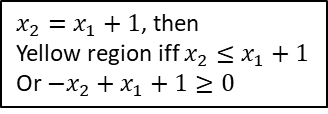 x₂ = x₁ + 1, then
Yellow region iff x₂ ≤ x₁ + 1
Or −x₂ + x₁ + 1 ≥ 0